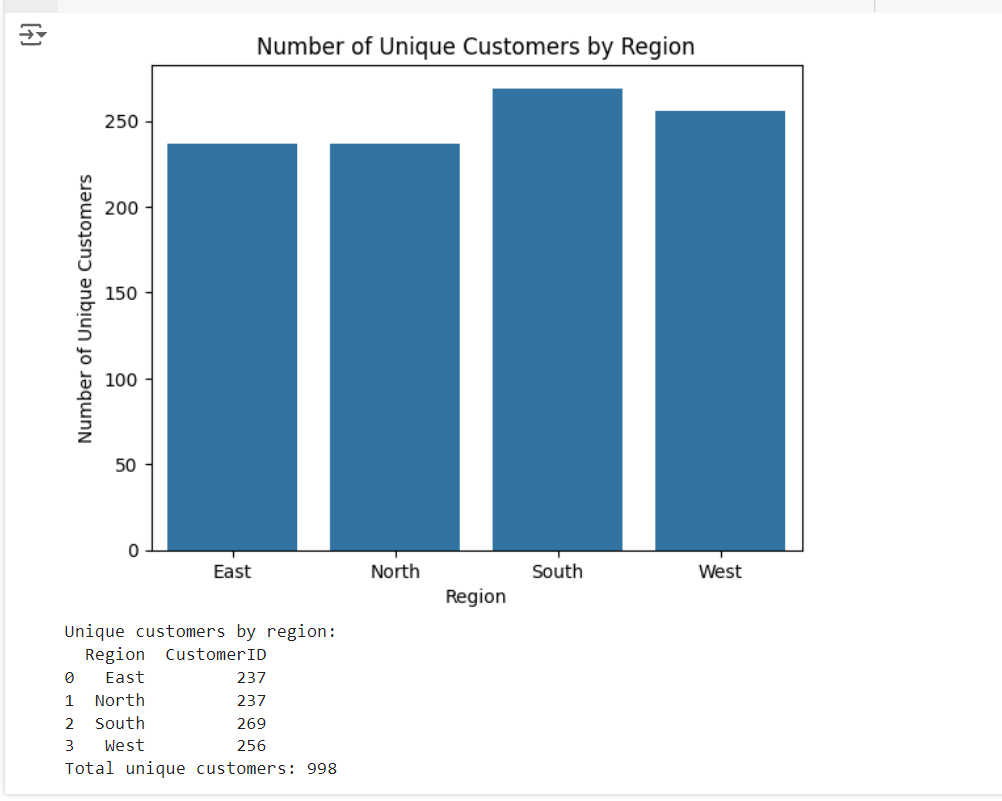 Number of Unique Customers by Region
Number of Unique Customers
250
200
150
100
50
0
East North South West
Region
Unique customers by region:
Region CustomerID
0 East 237
1 North 237
2 South 269
3 West 256
Total unique customers: 998